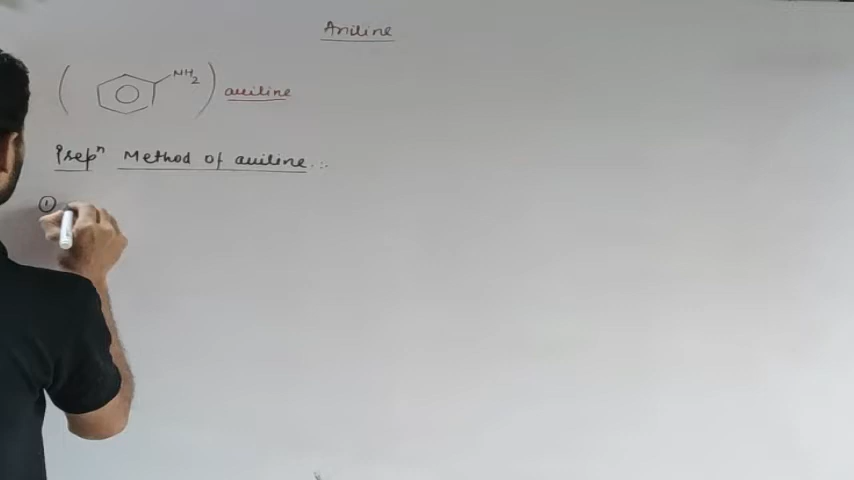 Aniline
NH2
aniline
Prepⁿ Method of aniline :-
①